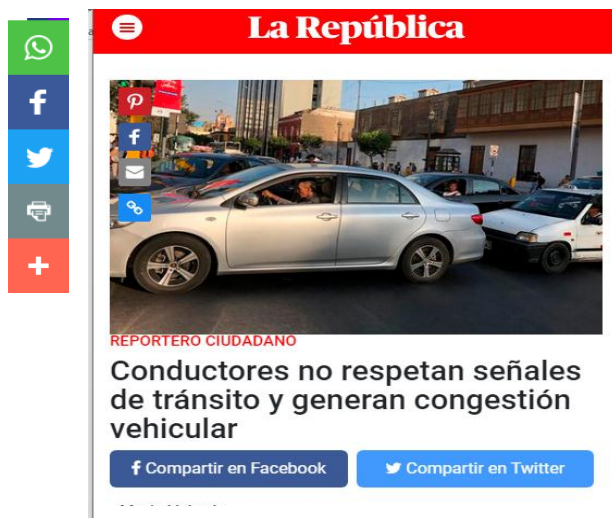 La República
REPORTERO CIUDADANO
Conductores no respetan señales
de tránsito y generan congestión
vehicular
Compartir en Facebook
Compartir en Twitter